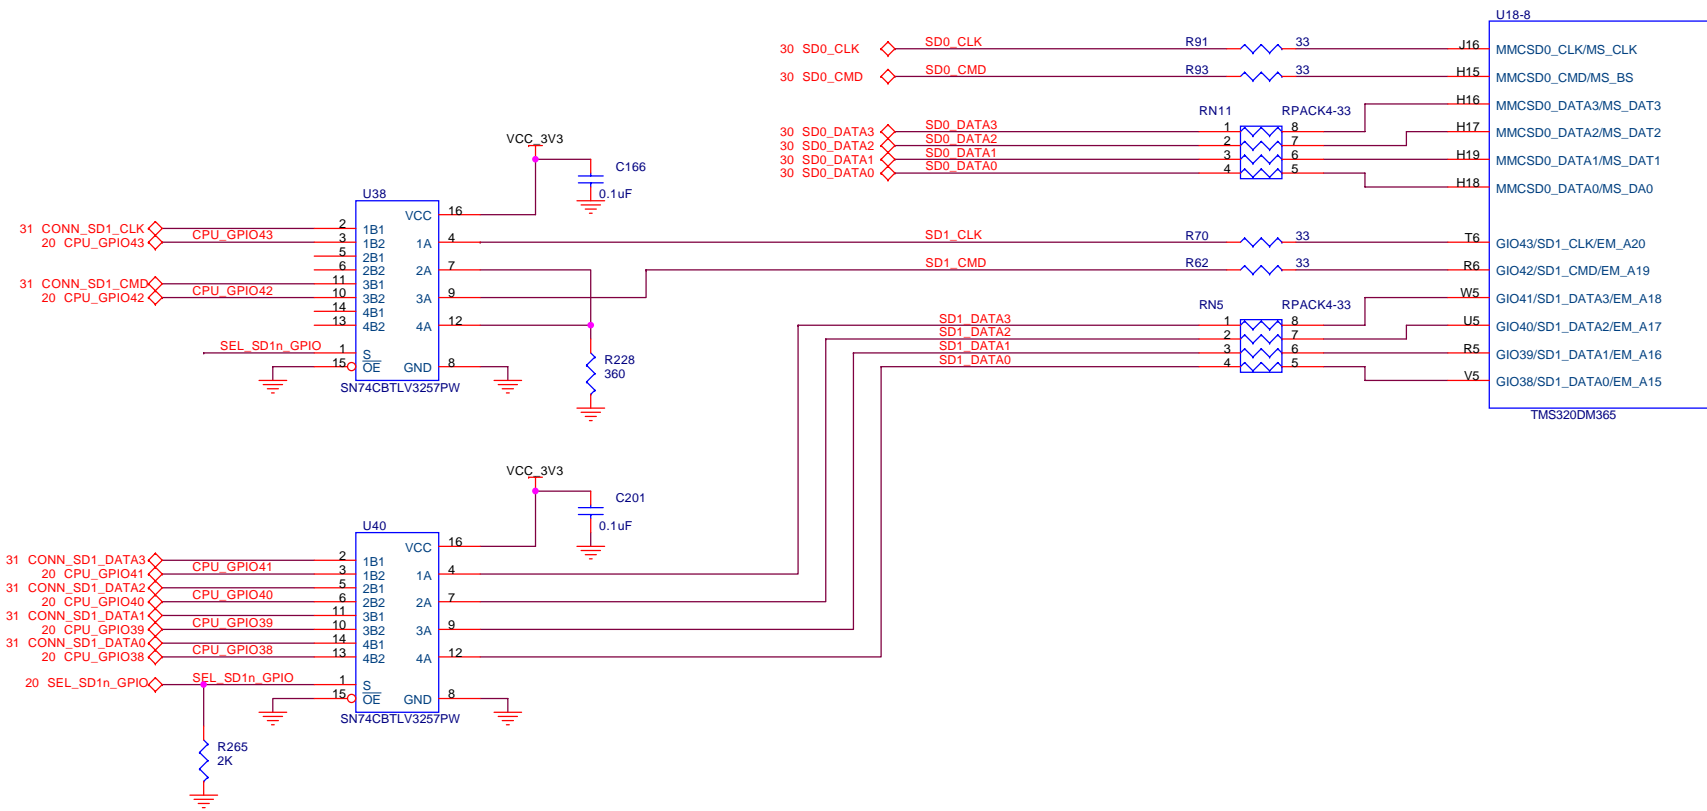 U18-8
30 SD0_CLK SD0_CLK R91 33 J16 MMCSD0_CLK/MS_CLK
30 SD0_CMD SD0_CMD R93 33 H15 MMCSD0_CMD/MS_BS
H16 MMCSD0_DATA3/MS_DAT3
RN11 RPACK4-33
30 SD0_DATA3 SD0_DATA3 1 8
H17 MMCSD0_DATA2/MS_DAT2
30 SD0_DATA2 SD0_DATA2 2 7
30 SD0_DATA1 SD0_DATA1 3 6 H19 MMCSD0_DATA1/MS_DAT1
30 SD0_DATA0 SD0_DATA0 4 5
H18 MMCSD0_DATA0/MS_DA0
VCC_3V3
C166
0.1uF
U38
VCC 16
31 CONN_SD1_CLK 2 1B1
20 CPU_GPIO43 CPU_GPIO43 3 1B2 1A 4 SD1_CLK R70 33 T6 GIO43/SD1_CLK/EM_A20
5 2B1
6 2B2 2A 7 SD1_CMD R62 33 R6 GIO42/SD1_CMD/EM_A19
31 CONN_SD1_CMD 11 3B1
20 CPU_GPIO42 CPU_GPIO42 10 3B2 3A 9 W5 GIO41/SD1_DATA3/EM_A18
RN5 RPACK4-33
14 4B1
13 4B2 4A 12 SD1_DATA3 1 8 U5 GIO40/SD1_DATA2/EM_A17
SD1_DATA2 2 7
SEL_SD1n_GPIO 1 S SD1_DATA1 3 6 R5 GIO39/SD1_DATA1/EM_A16
15 OE GND 8 SD1_DATA0 4 5
R228
360
V5 GIO38/SD1_DATA0/EM_A15
SN74CBTLV3257PW
TMS320DM365
VCC_3V3
C201
0.1uF
U40
VCC 16
31 CONN_SD1_DATA3 2 1B1
20 CPU_GPIO41 CPU_GPIO41 3 1B2 1A 4
31 CONN_SD1_DATA2 5 2B1
20 CPU_GPIO40 CPU_GPIO40 6 2B2 2A 7
31 CONN_SD1_DATA1 11 3B1
20 CPU_GPIO39 CPU_GPIO39 10 3B2 3A 9
31 CONN_SD1_DATA0 14 4B1
20 CPU_GPIO38 CPU_GPIO38 13 4B2 4A 12
20 SEL_SD1n_GPIO SEL_SD1n_GPIO 1 S
15 OE GND 8
SN74CBTLV3257PW
R265
2K